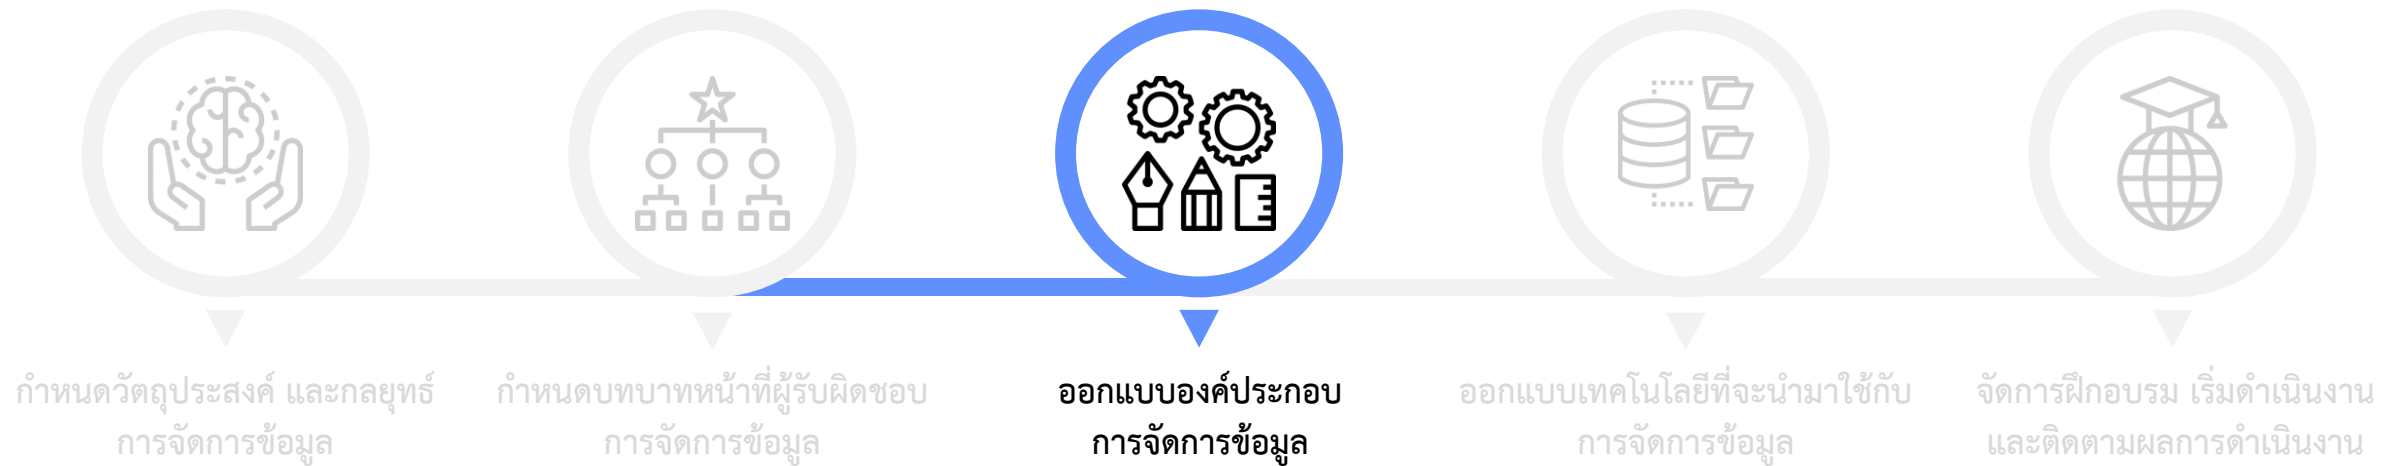 กำหนดวัตถุประสงค์ และกลยุทธ์
การจัดการข้อมูล
กำหนดบทบาทหน้าที่ผู้รับผิดชอบ
การจัดการข้อมูล
ออกแบบองค์ประกอบ
การจัดการข้อมูล
ออกแบบเทคโนโลยีที่จะนำมาใช้กับ
การจัดการข้อมูล
จัดการฝึกอบรม เริ่มดำเนินงาน
และติดตามผลการดำเนินงาน